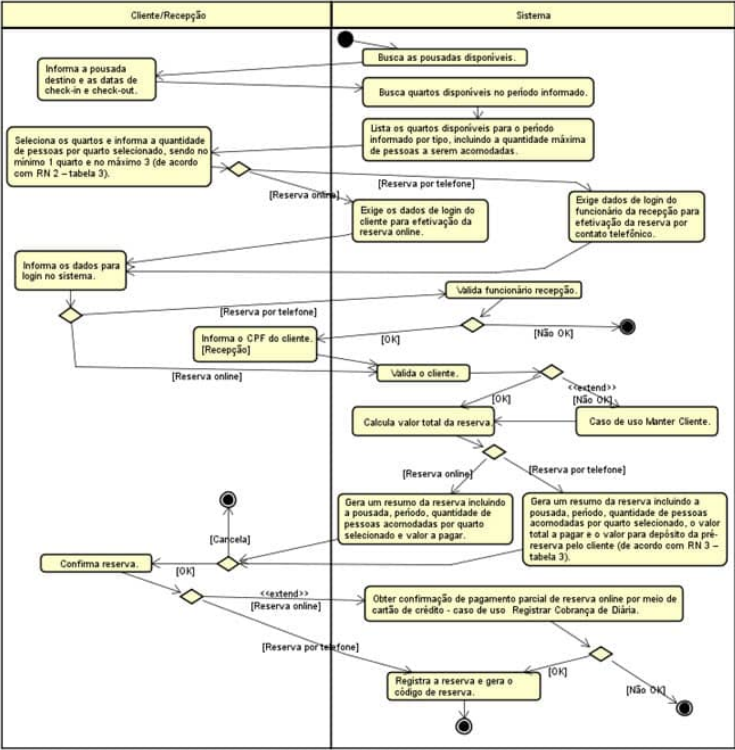 Cliente/Recepção
Sistema
Busca as pousadas disponíveis.
Informa a pousada
destino e as datas de
check-in e check-out.
Busca quartos disponíveis no período informado.
Lista os quartos disponíveis para o período
informado por tipo, incluindo a quantidade máxima
de pessoas a serem acomodadas.
Seleciona os quartos e informa a quantidade
de pessoas por quarto selecionado, sendo no
mínimo 1 quarto e no máximo 3 (de acordo
com RN 2 – tabela 3).
[Reserva por telefone]
[Reserva online]
Exige os dados de login do
cliente para efetivação da
reserva online.
Exige dados de login do
funcionário da recepção para
efetivação da reserva por
contato telefônico.
Informa os dados para
login no sistema.
Valida funcionário recepção.
[Reserva por telefone]
[OK]
[Não OK]
Informa o CPF do cliente.
[Recepção]
[Reserva online]
Valida o cliente.
<<extend>>
[OK]
[Não OK]
Calcula valor total da reserva.
Caso de uso Manter Cliente.
[Reserva online]
[Reserva por telefone]
Gera um resumo da reserva incluindo
a pousada, período, quantidade de
pessoas acomodadas por quarto
selecionado e valor a pagar.
Gera um resumo da reserva incluindo a
pousada, período, quantidade de pessoas
acomodadas por quarto selecionado, o valor
total a pagar e o valor para depósito da pré-
reserva pelo cliente (de acordo com RN 3 –
tabela 3).
[Cancela]
[OK]
Confirma reserva.
<<extend>>
[Reserva online]
Obter confirmação de pagamento parcial de reserva online por meio de
cartão de crédito - caso de uso Registrar Cobrança de Diária.
[Reserva por telefone]
[OK]
[Não OK]
Registra a reserva e gera o
código de reserva.